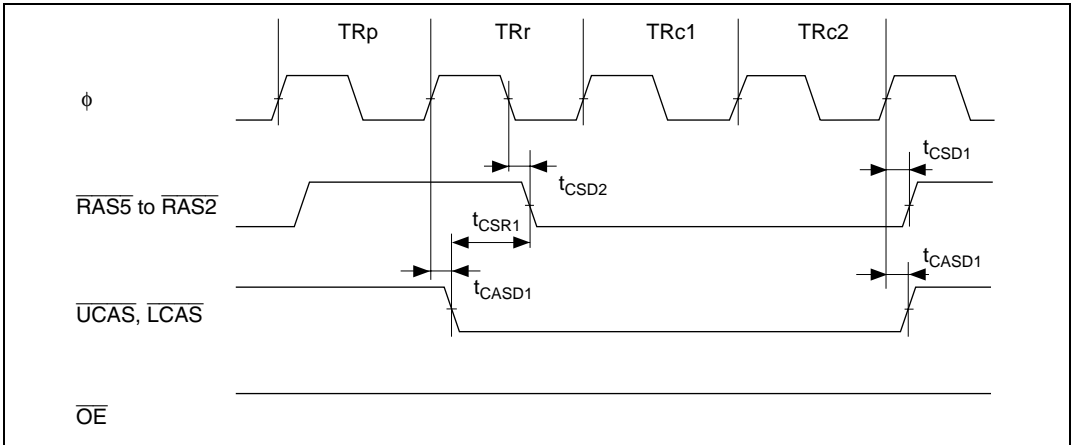 TRp TRr TRc1 TRc2
φ
tCSD1
tCSD2
RAS5 to RAS2
tCSR1
tCASD1
tCASD1
UCAS, LCAS
OE